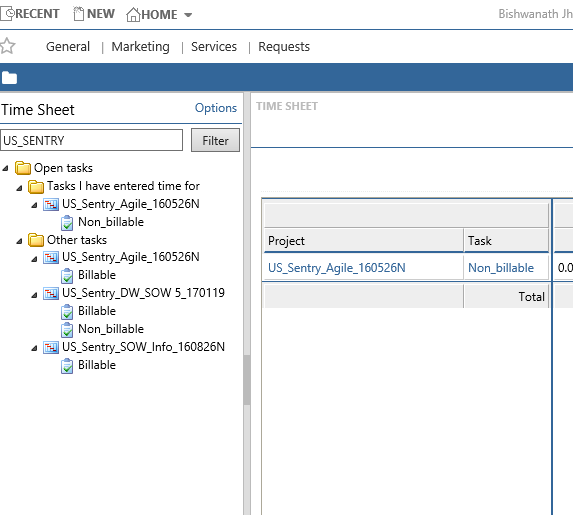 RECENT NEW HOME
Bishwanath Jh
General | Marketing | Services | Requests
Time Sheet Options
TIME SHEET
US_SENTRY Filter
Open tasks
Tasks I have entered time for
US_Sentry_Agile_160526N
Non_billable
Other tasks
US_Sentry_Agile_160526N
Billable
US_Sentry_DW_SOW 5_170119
Billable
Non_billable
US_Sentry_SOW_Info_160826N
Billable
Project Task
US_Sentry_Agile_160526N Non_billable 0.0
Total